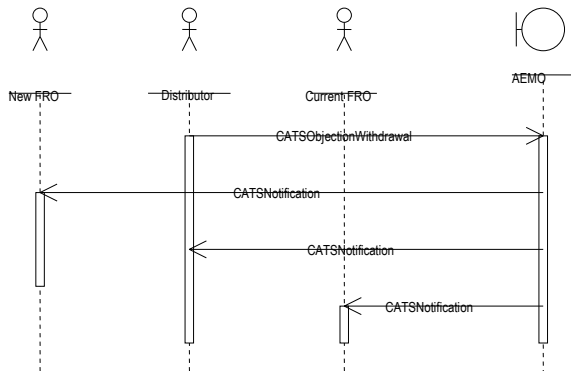 AEMO
New FRO
Distributor
Current FRO
CATSObjectionWithdrawal
CATSNotification
CATSNotification
CATSNotification